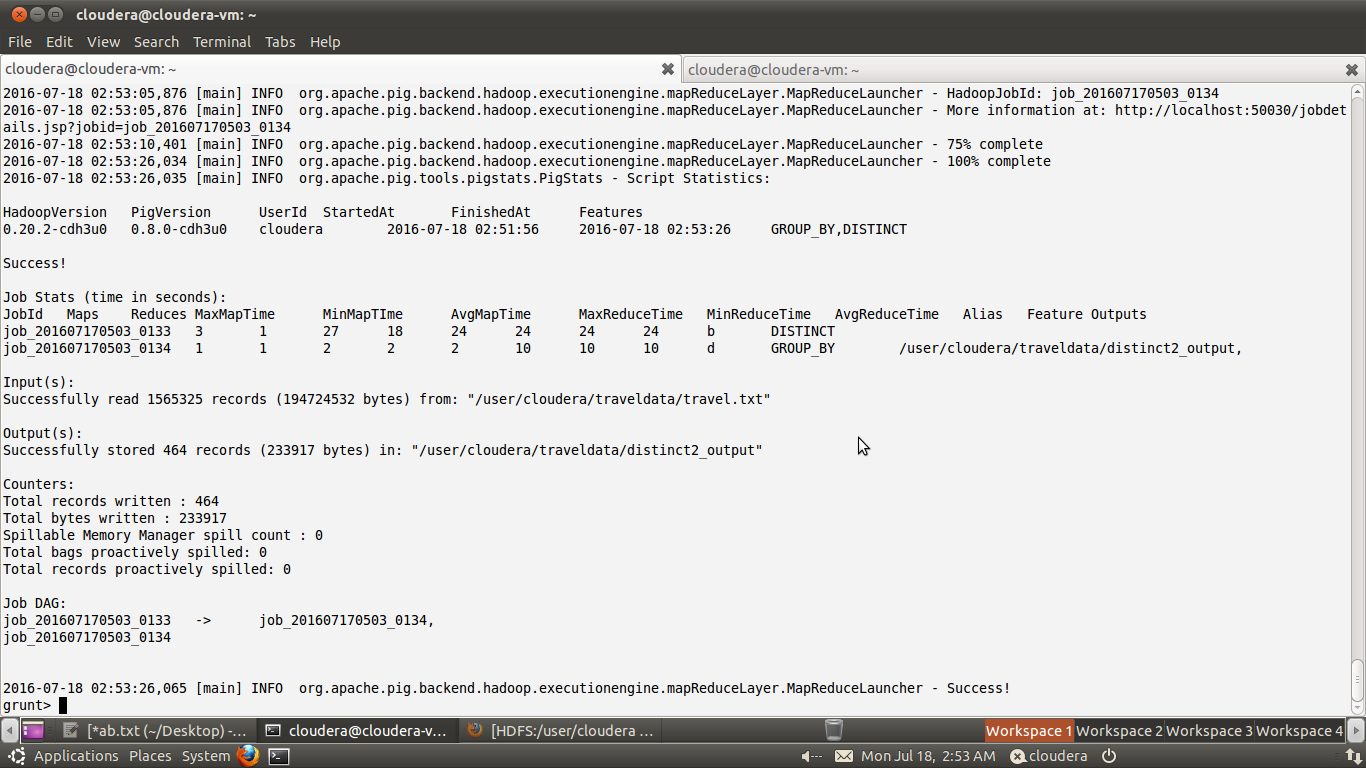 cloudera@cloudera-vm: ~
File Edit View Search Terminal Tabs Help
cloudera@cloudera-vm: ~ cloudera@cloudera-vm: ~
2016-07-18 02:53:05,876 [main] INFO  org.apache.pig.backend.hadoop.executionengine.mapReduceLayer.MapReduceLauncher - HadoopJobId: job_201607170503_0134
2016-07-18 02:53:05,876 [main] INFO  org.apache.pig.backend.hadoop.executionengine.mapReduceLayer.MapReduceLauncher - More information at: http://localhost:50030/jobdet
ails.jsp?jobid=job_201607170503_0134
2016-07-18 02:53:10,401 [main] INFO  org.apache.pig.backend.hadoop.executionengine.mapReduceLayer.MapReduceLauncher - 75% complete
2016-07-18 02:53:26,034 [main] INFO  org.apache.pig.backend.hadoop.executionengine.mapReduceLayer.MapReduceLauncher - 100% complete
2016-07-18 02:53:26,035 [main] INFO  org.apache.pig.tools.pigstats.PigStats - Script Statistics:
HadoopVersion PigVersion UserId StartedAt FinishedAt Features
0.20.2-cdh3u0 0.8.0-cdh3u0 cloudera 2016-07-18 02:51:56 2016-07-18 02:53:26 GROUP_BY,DISTINCT
Success!
Job Stats (time in seconds):
JobId Maps Reduces MaxMapTime MinMapTIme AvgMapTime MaxReduceTime MinReduceTime AvgReduceTime Alias Feature Outputs
job_201607170503_0133 3 1 27 18 24 24 24 24 b DISTINCT
job_201607170503_0134 1 1 2 2 2 10 10 10 d GROUP_BY /user/cloudera/traveldata/distinct2_output,
Input(s):
Successfully read 1565325 records (194724532 bytes) from: "/user/cloudera/traveldata/travel.txt"
Output(s):
Successfully stored 464 records (233917 bytes) in: "/user/cloudera/traveldata/distinct2_output"
Counters:
Total records written : 464
Total bytes written : 233917
Spillable Memory Manager spill count : 0
Total bags proactively spilled: 0
Total records proactively spilled: 0
Job DAG:
job_201607170503_0133 -> job_201607170503_0134,
job_201607170503_0134
2016-07-18 02:53:26,065 [main] INFO  org.apache.pig.backend.hadoop.executionengine.mapReduceLayer.MapReduceLauncher - Success!
grunt>
[*ab.txt (~/Desktop) -... cloudera@cloudera-v... [HDFS:/user/cloudera ... Workspace 1 Workspace 2 Workspace 3 Workspace 4
Applications Places System Mon Jul 18, 2:53 AM cloudera